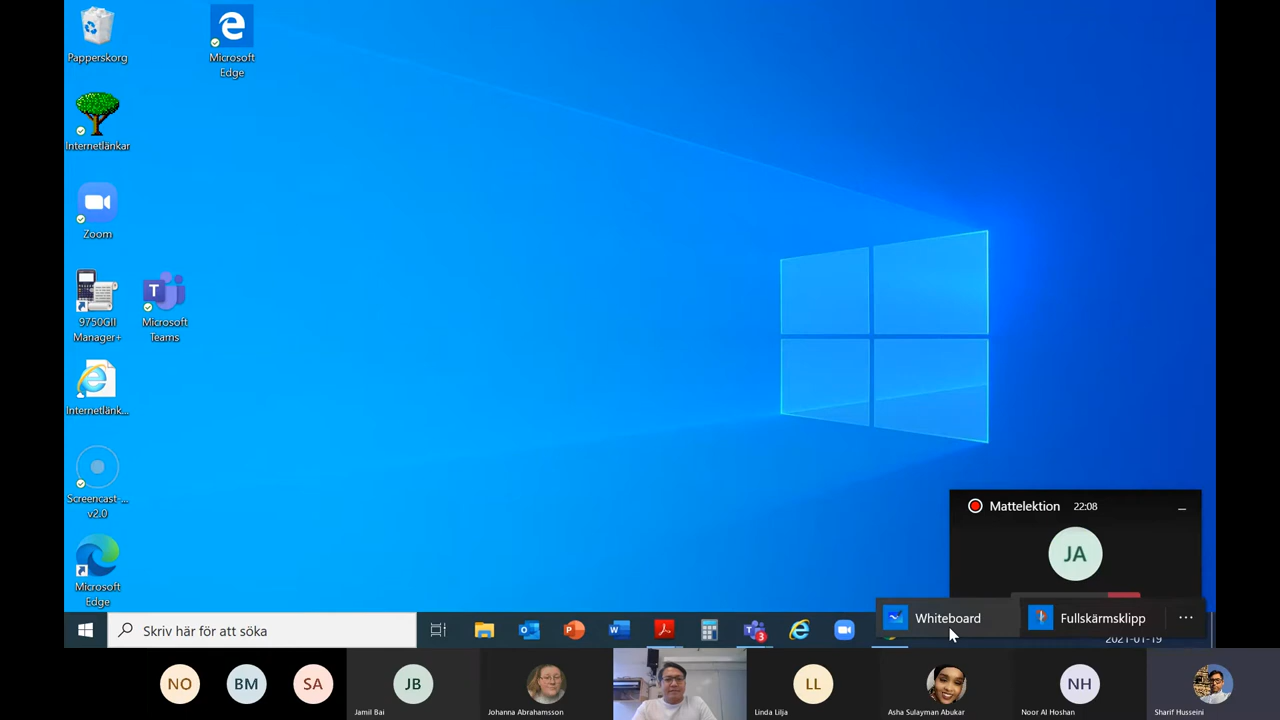 Papperskorg
Microsoft
Edge
Internetlänkar
Zoom
9750GII
Manager+
T
Microsoft
Teams
Internetlänk...
Screencast-...
v2.0
Microsoft
Edge
Mattelektion 22:08
JA
Whiteboard
Fullskärmsklipp
Skriv här för att söka
3
2021-01-19
NO
BM
SA
JB
LL
NH
Jamil Bai
Johanna Abrahamsson
Linda Lilja
Asha Sulayman Abukar
Noor Al Hoshan
Sharif Husseini